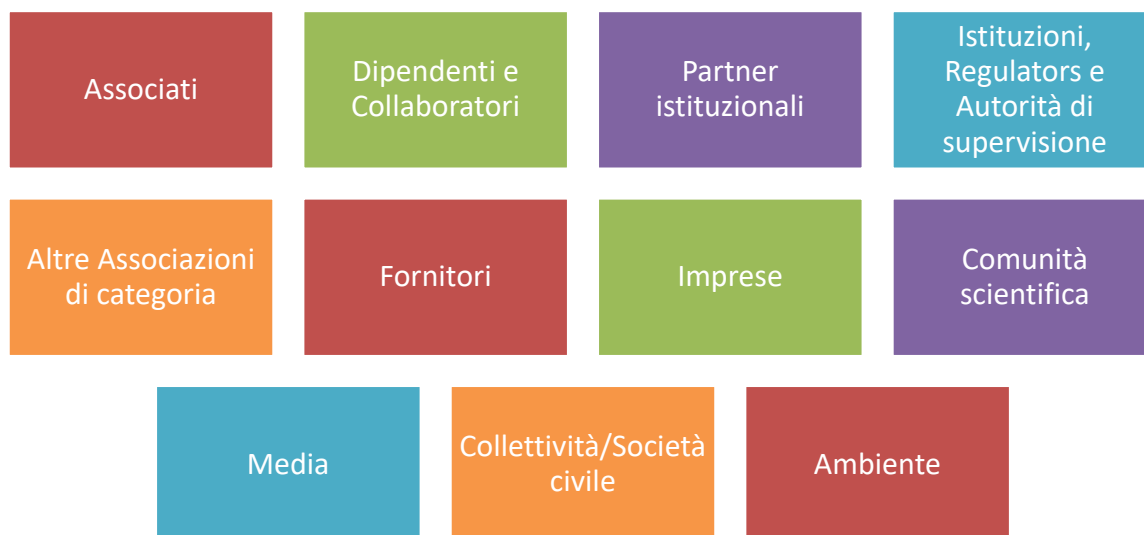 Associati
Dipendenti e
Collaboratori
Partner
istituzionali
Istituzioni,
Regulators e
Autorità di
supervisione
Altre Associazioni
di categoria
Fornitori
Imprese
Comunità
scientifica
Media
Collettività/Società
civile
Ambiente